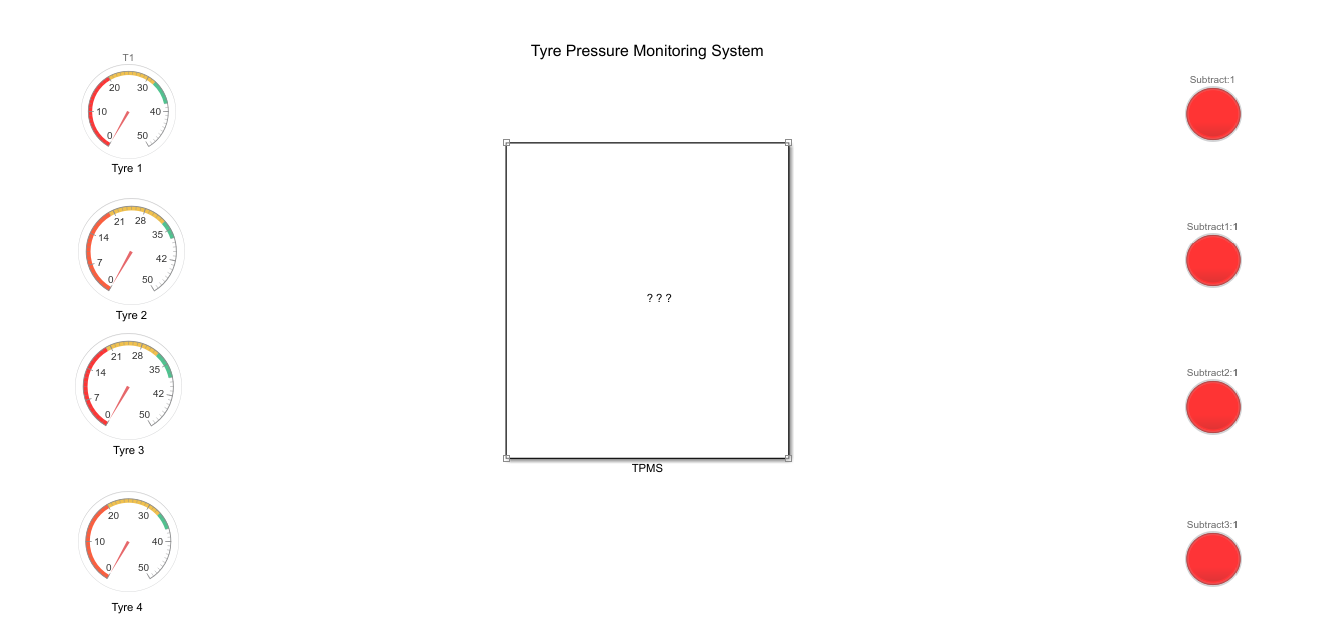 Tyre Pressure Monitoring System
T1
0
10
20
30
40
50
Tyre 1
0
7
14
21
28
35
42
50
Tyre 2
0
7
14
21
28
35
42
50
Tyre 3
0
10
20
30
40
50
Tyre 4
? ? ?
TPMS
Subtract:1
Subtract1:1
Subtract2:1
Subtract3:1